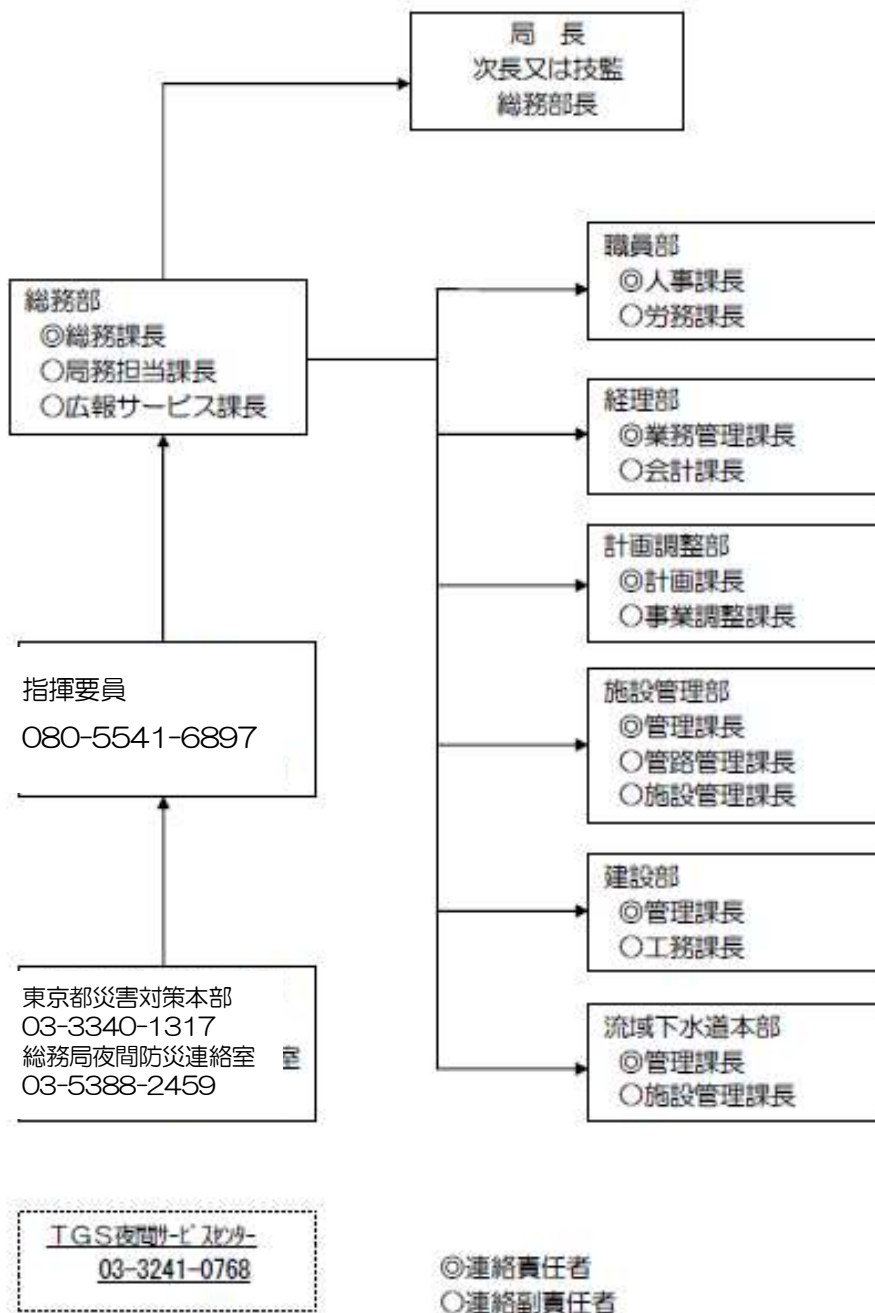 局　長
次長又は技監
総務部長
総務部
◎総務課長
○局務担当課長
○広報サービス課長
指揮要員
080-5541-6897
東京都災害対策本部
03-3340-1317
総務局夜間防災連絡室
03-5388-2459
室
TGS夜間ｻｰﾋﾞｽｾﾝﾀｰ
03-3241-0768
職員部
◎人事課長
○労務課長
経理部
◎業務管理課長
○会計課長
計画調整部
◎計画課長
○事業調整課長
施設管理部
◎管理課長
○管路管理課長
○施設管理課長
建設部
◎管理課長
○工務課長
流域下水道本部
◎管理課長
○施設管理課長
◎連絡責任者
○連絡副責任者